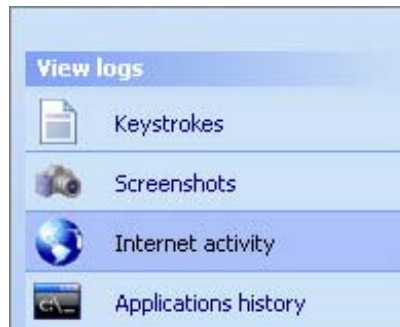 View logs
Keystrokes
Screenshots
Internet activity
C:\_
Applications history